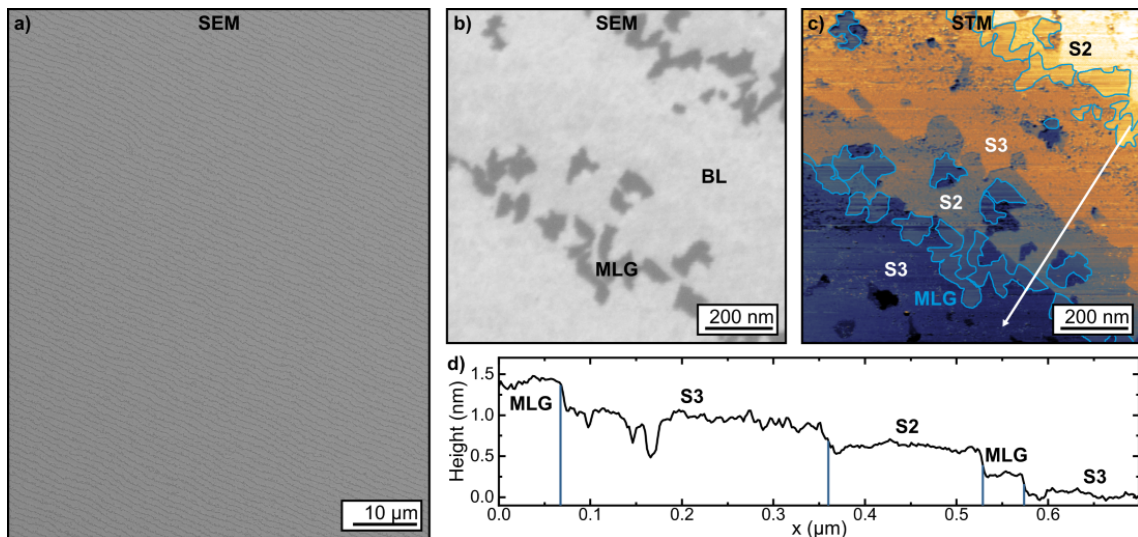 a) SEM
10 µm
b) SEM
BL
MLG
200 nm
c) STM
S2
S3
S2
S3
MLG
200 nm
d)
Height (nm)
1.5
1.0
0.5
0.0
MLG
S3
S2
MLG
S3
0.0 0.1 0.2 0.3 0.4 0.5 0.6
x (µm)